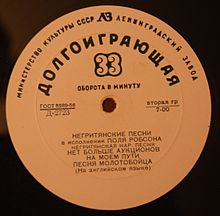 МИНИСТЕРСТВО КУЛЬТУРЫ СССР ЛЗ ЛЕНИНГРАДСКИЙ ЗАВОД
ДОЛГОИГРАЮЩАЯ
33
ОБОРОТА В МИНУТУ
ГОСТ 5289-56
Д-2723
вторая гр
7-00
НЕГРИТЯНСКИЕ ПЕСНИ
в исполнении ПОЛЯ РОБСОНА
НЕГРИТЯНСКАЯ НАР. ПЕСНЯ
НЕТ БОЛЬШЕ АУКЦИОНОВ
НА МОЕМ ПУТИ,
ПЕСНЯ МОЛОТОБОЙЦА
(На английском языке)